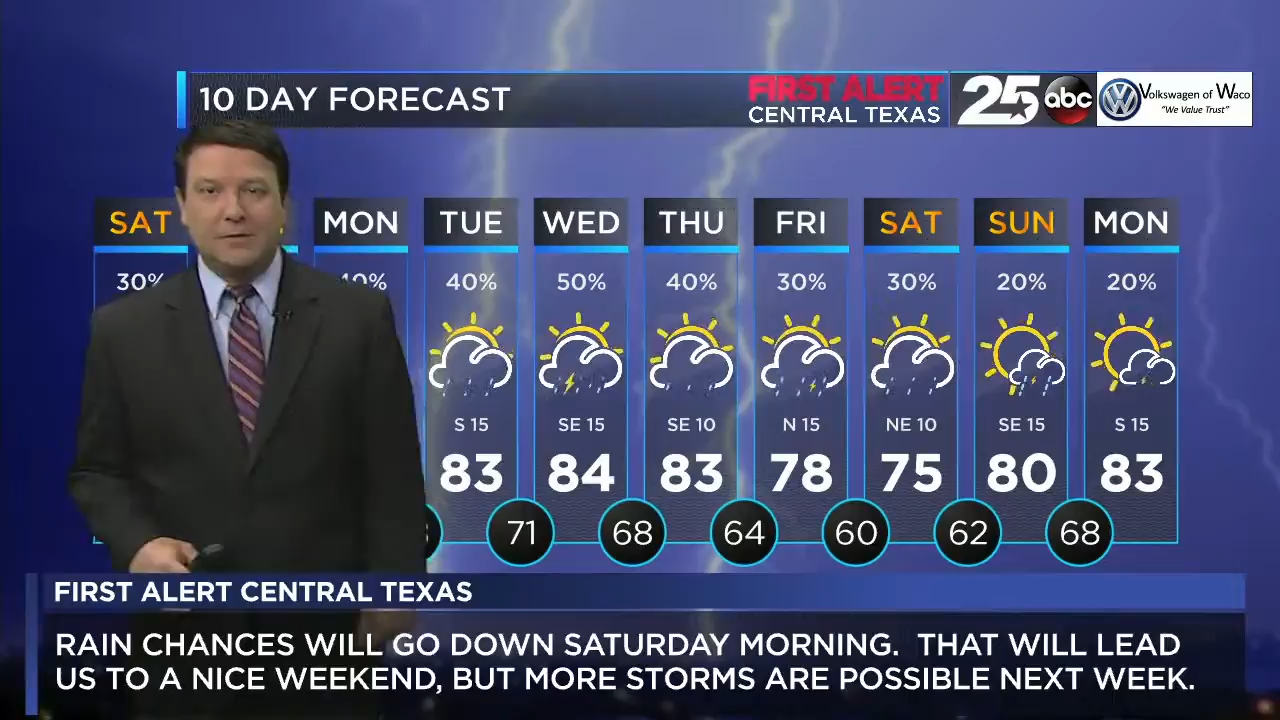 10 DAY FORECAST
FIRST ALERT
CENTRAL TEXAS
25 abc
Volkswagen of Waco
"We Value Trust"
SAT MON TUE WED THU FRI SAT SUN MON
30% 40% 40% 50% 40% 30% 30% 20% 20%
S 15 SE 15 SE 10 N 15 NE 10 SE 15 S 15
83 84 83 78 75 80 83
71 68 64 60 62 68
FIRST ALERT CENTRAL TEXAS
RAIN CHANCES WILL GO DOWN SATURDAY MORNING. THAT WILL LEAD
US TO A NICE WEEKEND, BUT MORE STORMS ARE POSSIBLE NEXT WEEK.